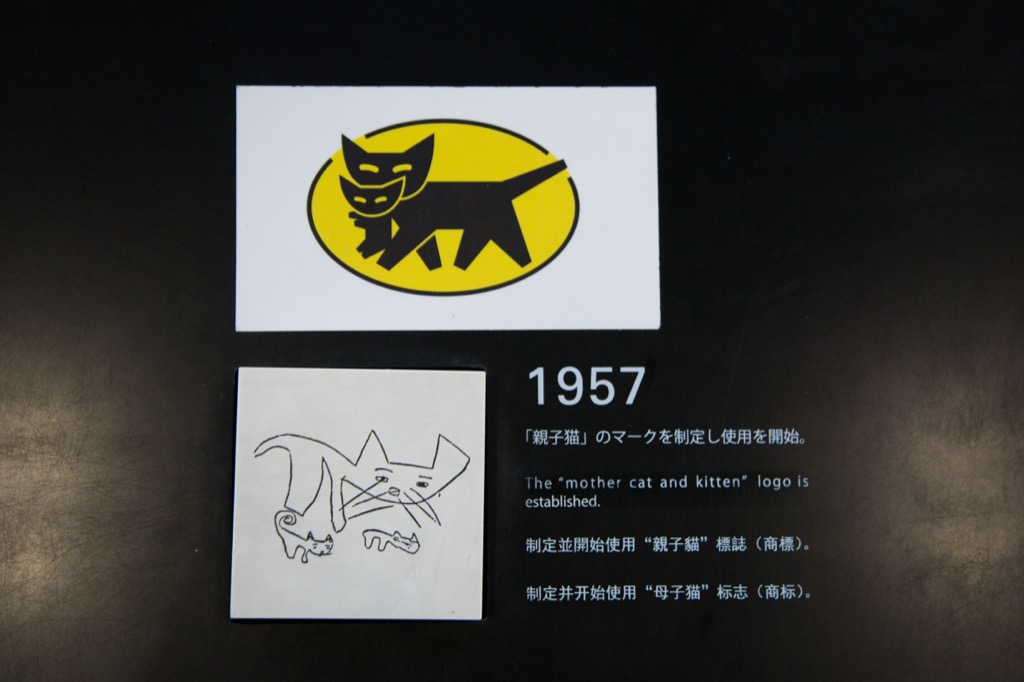 1957
「親子猫」のマークを制定し使用を開始。
The “mother cat and kitten” logo is
established.
制定並開始使用“親子貓”標誌（商標）。
制定并开始使用“母子猫”标志（商标）。